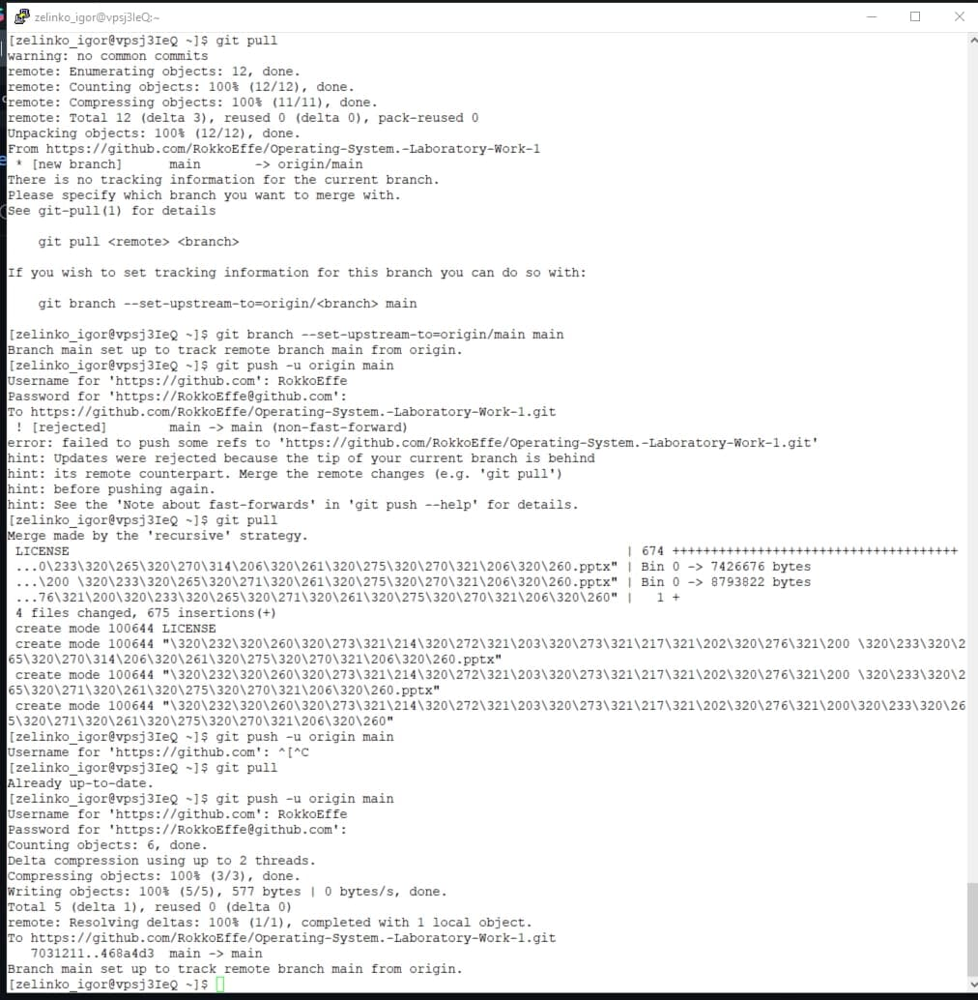 zelinko_igor@vpsj3IeQ:~
[zelinko_igor@vpsj3IeQ ~]$ git pull
warning: no common commits
remote: Enumerating objects: 12, done.
remote: Counting objects: 100% (12/12), done.
remote: Compressing objects: 100% (11/11), done.
remote: Total 12 (delta 3), reused 0 (delta 0), pack-reused 0
Unpacking objects: 100% (12/12), done.
From https://github.com/RokkoEffe/Operating-System.-Laboratory-Work-1
 * [new branch]      main       -> origin/main
There is no tracking information for the current branch.
Please specify which branch you want to merge with.
See git-pull(1) for details

    git pull <remote> <branch>

If you wish to set tracking information for this branch you can do so with:

    git branch --set-upstream-to=origin/<branch> main

[zelinko_igor@vpsj3IeQ ~]$ git branch --set-upstream-to=origin/main main
Branch main set up to track remote branch main from origin.
[zelinko_igor@vpsj3IeQ ~]$ git push -u origin main
Username for 'https://github.com': RokkoEffe
Password for 'https://RokkoEffe@github.com':
To https://github.com/RokkoEffe/Operating-System.-Laboratory-Work-1.git
 ! [rejected]        main -> main (non-fast-forward)
error: failed to push some refs to 'https://github.com/RokkoEffe/Operating-System.-Laboratory-Work-1.git'
hint: Updates were rejected because the tip of your current branch is behind
hint: its remote counterpart. Merge the remote changes (e.g. 'git pull')
hint: before pushing again.
hint: See the 'Note about fast-forwards' in 'git push --help' for details.
[zelinko_igor@vpsj3IeQ ~]$ git pull
Merge made by the 'recursive' strategy.
 LICENSE                                                                        | 674 +++++++++++++++++++++++++++++++++++++
 ...0\233\320\265\320\270\314\206\320\261\320\275\320\270\321\206\320\260.pptx" | Bin 0 -> 7426676 bytes
 ...\200 \320\233\320\265\320\271\320\261\320\275\320\270\321\206\320\260.pptx" | Bin 0 -> 8793822 bytes
 ...76\321\200\320\233\320\265\320\271\320\261\320\275\320\270\321\206\320\260" |   1 +
 4 files changed, 675 insertions(+)
 create mode 100644 LICENSE
 create mode 100644 "\320\232\320\260\320\273\321\214\320\272\321\203\320\273\321\217\321\202\320\276\321\200 \320\233\320\2
65\320\270\314\206\320\261\320\275\320\270\321\206\320\260.pptx"
 create mode 100644 "\320\232\320\260\320\273\321\214\320\272\321\203\320\273\321\217\321\202\320\276\321\200 \320\233\320\2
65\320\271\320\261\320\275\320\270\321\206\320\260.pptx"
 create mode 100644 "\320\232\320\260\320\273\321\214\320\272\321\203\320\273\321\217\321\202\320\276\321\200\320\233\320\26
5\320\271\320\261\320\275\320\270\321\206\320\260"
[zelinko_igor@vpsj3IeQ ~]$ git push -u origin main
Username for 'https://github.com': ^[^C
[zelinko_igor@vpsj3IeQ ~]$ git pull
Already up-to-date.
[zelinko_igor@vpsj3IeQ ~]$ git push -u origin main
Username for 'https://github.com': RokkoEffe
Password for 'https://RokkoEffe@github.com':
Counting objects: 6, done.
Delta compression using up to 2 threads.
Compressing objects: 100% (3/3), done.
Writing objects: 100% (5/5), 577 bytes | 0 bytes/s, done.
Total 5 (delta 1), reused 0 (delta 0)
remote: Resolving deltas: 100% (1/1), completed with 1 local object.
To https://github.com/RokkoEffe/Operating-System.-Laboratory-Work-1.git
   7031211..468a4d3  main -> main
Branch main set up to track remote branch main from origin.
[zelinko_igor@vpsj3IeQ ~]$